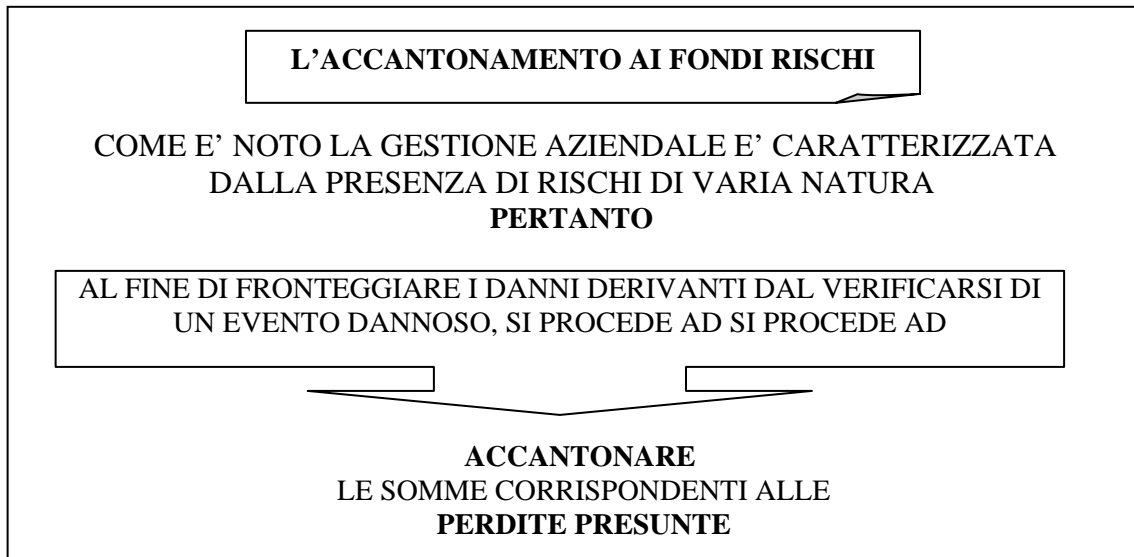 L’ACCANTONAMENTO AI FONDI RISCHI
COME E’ NOTO LA GESTIONE AZIENDALE E’ CARATTERIZZATA
DALLA PRESENZA DI RISCHI DI VARIA NATURA
PERTANTO
AL FINE DI FRONTEGGIARE I DANNI DERIVANTI DAL VERIFICARSI DI
UN EVENTO DANNOSO, SI PROCEDE AD SI PROCEDE AD
ACCANTONARE
LE SOMME CORRISPONDENTI ALLE
PERDITE PRESUNTE